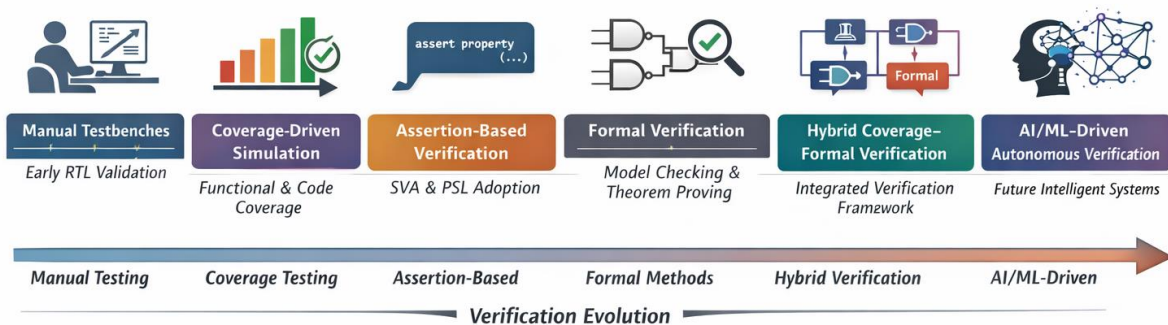 assert property
(...)
Formal
Manual Testbenches
Early RTL Validation
Coverage-Driven
Simulation
Functional & Code
Coverage
Assertion-Based
Verification
SVA & PSL Adoption
Formal Verification
Model Checking &
Theorem Proving
Hybrid Coverage–
Formal Verification
Integrated Verification
Framework
AI/ML-Driven
Autonomous Verification
Future Intelligent Systems
Manual Testing
Coverage Testing
Assertion-Based
Formal Methods
Hybrid Verification
AI/ML-Driven
Verification Evolution